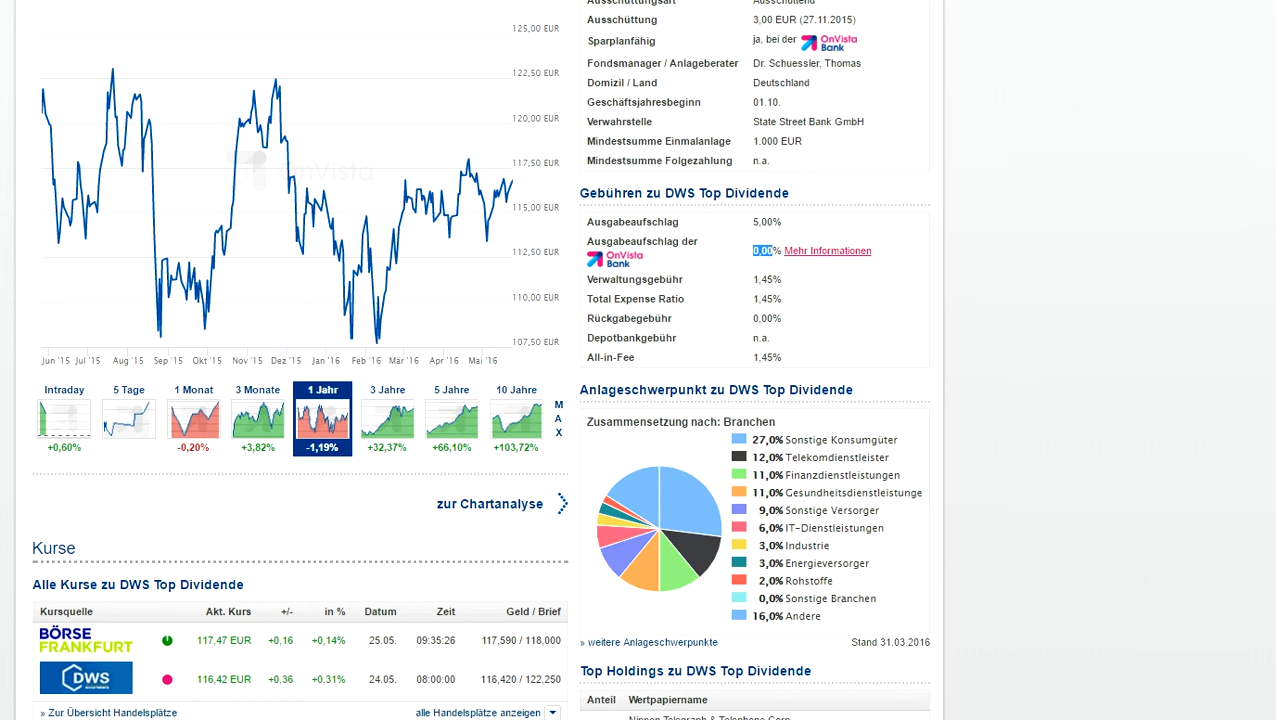 125,00 EUR
122,50 EUR
120,00 EUR
117,50 EUR
OnVista
115,00 EUR
112,50 EUR
110,00 EUR
107,50 EUR
Jun '15 Jul '15 Aug '15 Sep '15 Okt '15 Nov '15 Dez '15 Jan '16 Feb '16 Mär '16 Apr '16 Mai '16
Intraday 5 Tage 1 Monat 3 Monate 1 Jahr 3 Jahre 5 Jahre 10 Jahre
M
A
X
+0,60% -0,20% +3,82% -1,19% +32,37% +66,10% +103,72%
zur Chartanalyse
Kurse
Alle Kurse zu DWS Top Dividende
Kursquelle Akt. Kurs +/- in % Datum Zeit Geld / Brief
BÖRSE
FRANKFURT 117,47 EUR +0,16 +0,14% 25.05. 09:35:26 117,590 / 118,000
DWS INVESTMENTS 116,42 EUR +0,36 +0,31% 24.05. 08:00:00 116,420 / 122,250
» Zur Übersicht Handelsplätze alle Handelsplätze anzeigen
Ausschüttungsart Ausschüttend
Ausschüttung 3,00 EUR (27.11.2015)
Sparplanfähig ja, bei der OnVista Bank
Fondsmanager / Anlageberater Dr. Schuessler, Thomas
Domizil / Land Deutschland
Geschäftsjahresbeginn 01.10.
Verwahrstelle State Street Bank GmbH
Mindestsumme Einmalanlage 1.000 EUR
Mindestsumme Folgezahlung n.a.
Gebühren zu DWS Top Dividende
Ausgabeaufschlag 5,00%
Ausgabeaufschlag der
OnVista Bank 0,00% Mehr Informationen
Verwaltungsgebühr 1,45%
Total Expense Ratio 1,45%
Rückgabegebühr 0,00%
Depotbankgebühr n.a.
All-in-Fee 1,45%
Anlageschwerpunkt zu DWS Top Dividende
Zusammensetzung nach: Branchen
27,0% Sonstige Konsumgüter
12,0% Telekomdienstleister
11,0% Finanzdienstleistungen
11,0% Gesundheitsdienstleistunge
9,0% Sonstige Versorger
6,0% IT-Dienstleistungen
3,0% Industrie
3,0% Energieversorger
2,0% Rohstoffe
0,0% Sonstige Branchen
16,0% Andere
» weitere Anlageschwerpunkte Stand 31.03.2016
Top Holdings zu DWS Top Dividende
Anteil Wertpapiername
Nippon Telegraph & Telephone Corp.